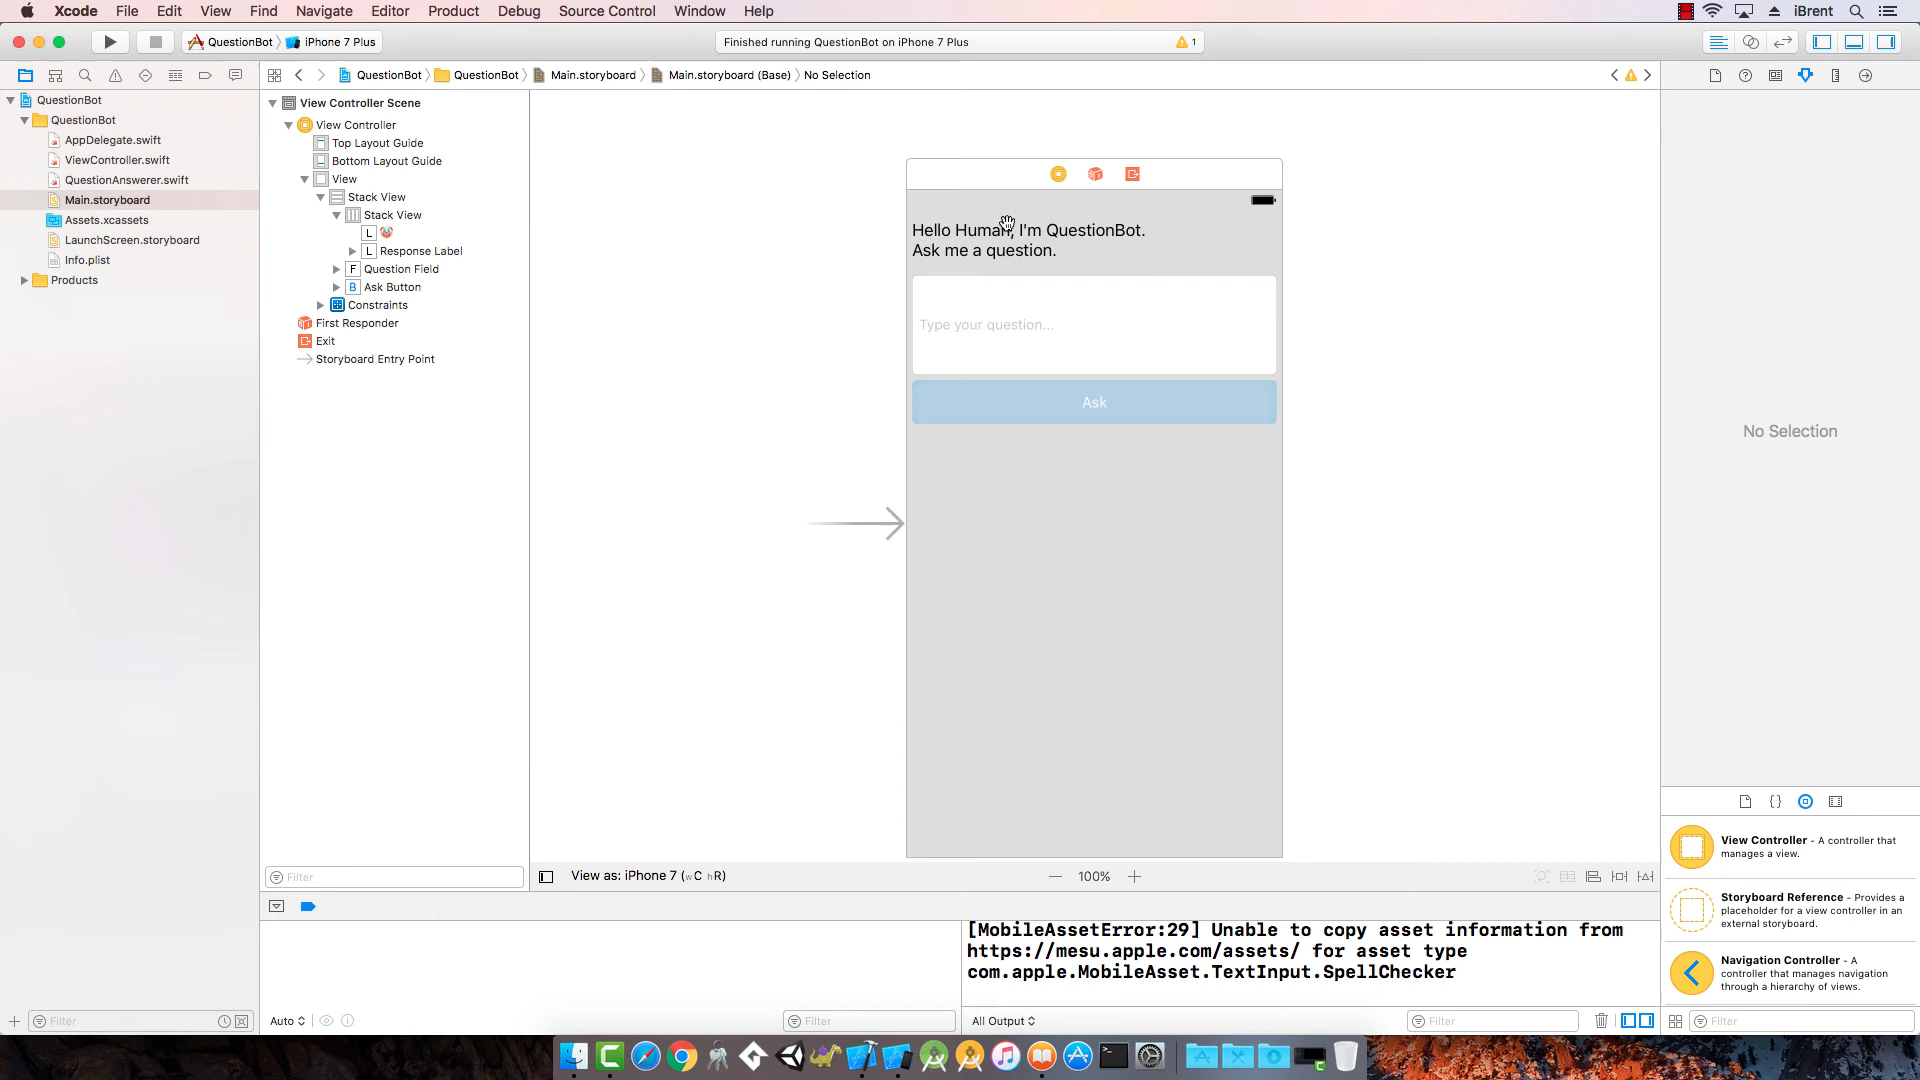 Xcode File Edit View Find Navigate Editor Product Debug Source Control Window Help iBrent
QuestionBot iPhone 7 Plus Finished running QuestionBot on iPhone 7 Plus 1
QuestionBot QuestionBot Main.storyboard Main.storyboard (Base) No Selection
QuestionBot
QuestionBot
AppDelegate.swift
ViewController.swift
QuestionAnswerer.swift
Main.storyboard
Assets.xcassets
LaunchScreen.storyboard
Info.plist
Products
View Controller Scene
View Controller
Top Layout Guide
Bottom Layout Guide
View
Stack View
Stack View
L
L Response Label
F Question Field
B Ask Button
Constraints
First Responder
Exit
Storyboard Entry Point
Hello Human, I'm QuestionBot.
Ask me a question.
Type your question...
Ask
No Selection
View Controller - A controller that
manages a view.
Storyboard Reference - Provides a
placeholder for a view controller in an
external storyboard.
Navigation Controller - A
controller that manages navigation
through a hierarchy of views.
Filter
View as: iPhone 7 (wC hR)
100%
[MobileAssetError:29] Unable to copy asset information from
https://mesu.apple.com/assets/ for asset type
com.apple.MobileAsset.TextInput.SpellChecker
Filter
Auto
Filter
All Output
Filter
Filter